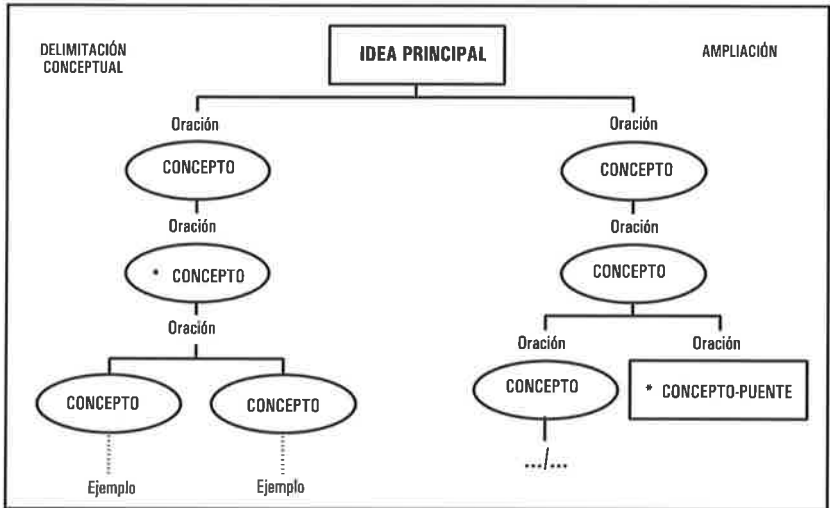 DELIMITACIÓN
CONCEPTUAL
IDEA PRINCIPAL
AMPLIACIÓN
Oración
Oración
CONCEPTO
CONCEPTO
Oración
Oración
* CONCEPTO
CONCEPTO
Oración
Oración
Oración
CONCEPTO
CONCEPTO
CONCEPTO
* CONCEPTO-PUENTE
.../...
Ejemplo
Ejemplo